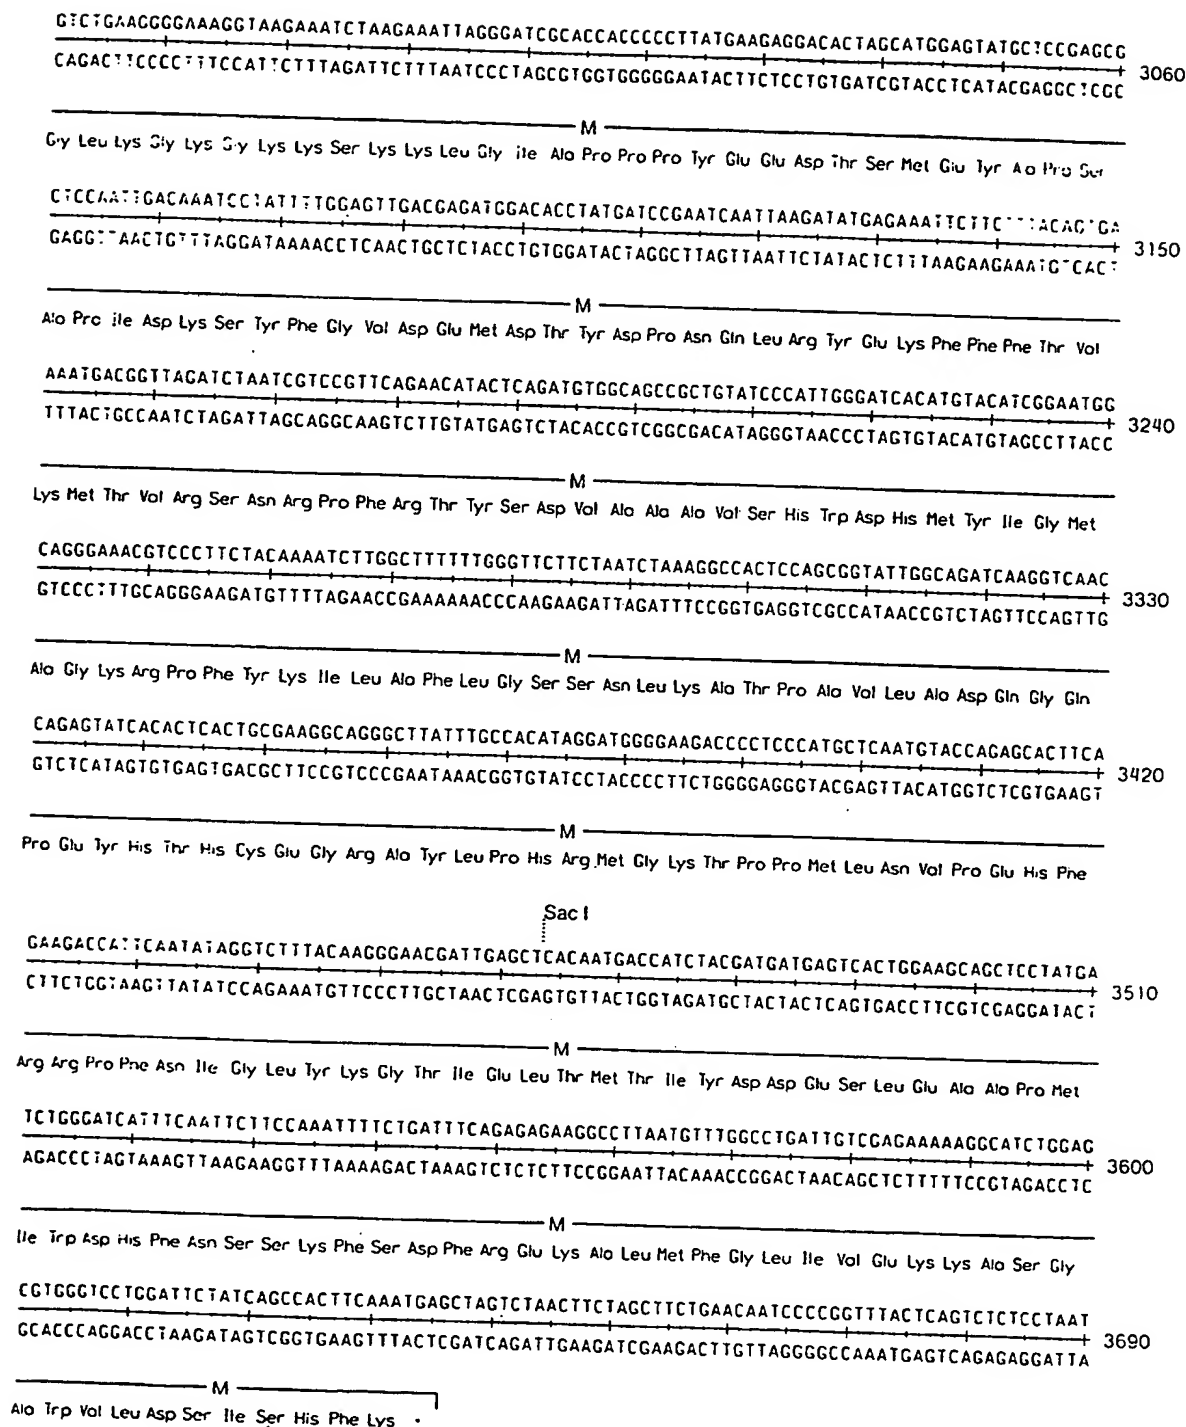 GTCTGAAGGGGAAAGGTAAGAAATCTAAGAAATTAGGGATCGCACCACCCCCTTATGAAGAGGACACTAGCATGGAGTATGCTCCGAGCG
CAGACTTCCCCTTTCCATTCTTTAGATTCTTTAATCCCTAGCGTGGTGGGGGAATACTTCTCCTGTGATCGTACCTCATACGAGGCTCGC 3060
M
Gly Leu Lys Gly Lys Gly Lys Lys Ser Lys Lys Leu Gly Ile Ala Pro Pro Pro Tyr Glu Glu Asp Thr Ser Met Glu Tyr Ala Pro Ser
CTCCAATTGACAAATCCTATTTTGGAGTTGACGAGATGGACACCTATGATCCGAATCAATTAAGATATGAGAAATTCTTCTTTACAGTGA
GAGGTTAACTGTTTAGGATAAAACCTCAACTGCTCTACCTGTGGATACTAGGCTTAGTTAATTCTATACTCTTTAAGAAGAAATGTCACT 3150
M
Ala Pro Ile Asp Lys Ser Tyr Phe Gly Val Asp Glu Met Asp Thr Tyr Asp Pro Asn Gln Leu Arg Tyr Glu Lys Phe Phe Phe Thr Val
AAATGACGGTTAGATCTAATCGTCCGTTCAGAACATACTCAGATGTGGCAGCCGCTGTATCCCATTGGGATCACATGTACATCGGAATGG
TTTACTGCCAATCTAGATTAGCAGGCAAGTCTTGTATGAGTCTACACCGTCGGCGACATAGGGTAACCCTAGTGTACATGTAGCCTTACC 3240
M
Lys Met Thr Val Arg Ser Asn Arg Pro Phe Arg Thr Tyr Ser Asp Val Ala Ala Ala Val Ser His Trp Asp His Met Tyr Ile Gly Met
CAGGGAAACGTCCCTTCTACAAAATCTTGGCTTTTTTGGGTTCTTCTAATCTAAAGGCCACTCCAGCGGTATTGGCAGATCAAGGTCAAC
GTCCCTTTGCAGGGAAGATGTTTTAGAACCGAAAAAACCCAAGAAGATTAGATTTCCGGTGAGGTCGCCATAACCGTCTAGTTCCAGTTG 3330
M
Ala Gly Lys Arg Pro Phe Tyr Lys Ile Leu Ala Phe Leu Gly Ser Ser Asn Leu Lys Ala Thr Pro Ala Val Leu Ala Asp Gln Gly Gln
CAGAGTATCACACTCACTGCGAAGGCAGGGCTTATTTGCCACATAGGATGGGGAAGACCCCTCCCATGCTCAATGTACCAGAGCACTTCA
GTCTCATAGTGTGAGTGACGCTTCCGTCCCGAATAAACGGTGTATCCTACCCCTTCTGGGGAGGGTACGAGTTACATGGTCTCGTGAAGT 3420
M
Pro Glu Tyr His Thr His Cys Glu Gly Arg Ala Tyr Leu Pro His Arg Met Gly Lys Thr Pro Pro Met Leu Asn Val Pro Glu His Phe
Sac I
GAAGACCATTCAATATAGGTCTTTACAAGGGAACGATTGAGCTCACAATGACCATCTACGATGATGAGTCACTGGAAGCAGCTCCTATGA
CTTCTGGTAAGTTATATCCAGAAATGTTCCCTTGCTAACTCGAGTGTTACTGGTAGATGCTACTACTCAGTGACCTTCGTCGAGGATACT 3510
M
Arg Arg Pro Phe Asn Ile Gly Leu Tyr Lys Gly Thr Ile Glu Leu Thr Met Thr Ile Tyr Asp Asp Glu Ser Leu Glu Ala Ala Pro Met
TCTGGGATCATTTCAATTCTTCCAAATTTTCTGATTTCAGAGAGAAGGCCTTAATGTTTGGCCTGATTGTCGAGAAAAAGGCATCTGGAG
AGACCCTAGTAAAGTTAAGAAGGTTTAAAAGACTAAAGTCTCTCTTCCGGAATTACAAACCGGACTAACAGCTCTTTTTCCGTAGACCTC 3600
M
Ile Trp Asp His Phe Asn Ser Ser Lys Phe Ser Asp Phe Arg Glu Lys Ala Leu Met Phe Gly Leu Ile Val Glu Lys Lys Ala Ser Gly
CGTGGGTCCTGGATTCTATCAGCCACTTCAAATGAGCTAGTCTAACTTCTAGCTTCTGAACAATCCCCGGTTTACTCAGTCTCTCCTAAT
GCACCCAGGACCTAAGATAGTCGGTGAAGTTTACTCGATCAGATTGAAGATCGAAGACTTGTTAGGGGCCAAATGAGTCAGAGAGGATTA 3690
M
Ala Trp Val Leu Asp Ser Ile Ser His Phe Lys .